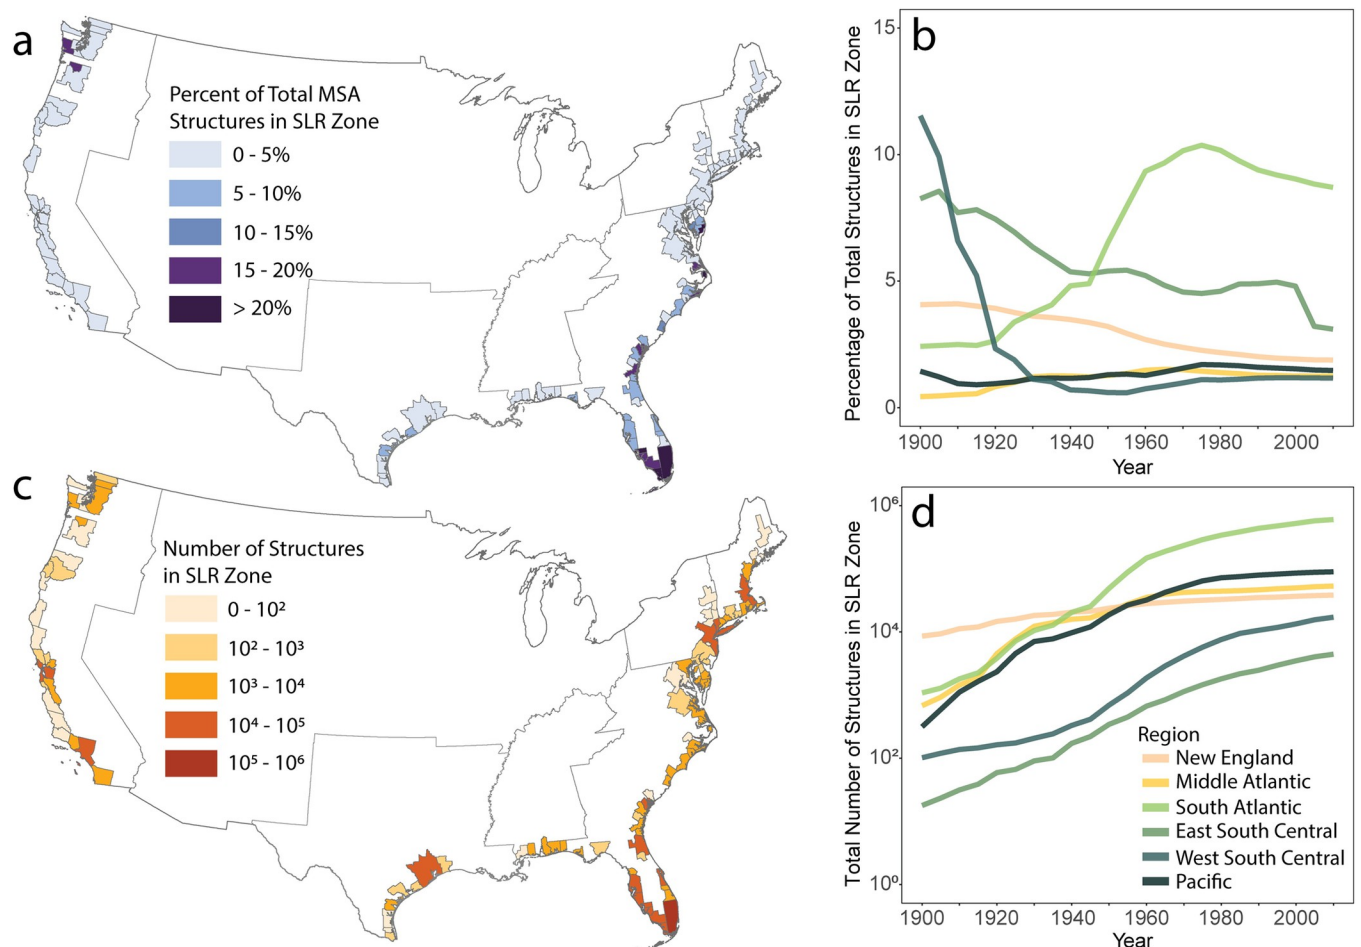 a
Percent of Total MSA
Structures in SLR Zone
0 - 5%
5 - 10%
10 - 15%
15 - 20%
> 20%
b
Percentage of Total Structures in SLR Zone
15
10
5
0
1900 1920 1940 1960 1980 2000
Year
c
Number of Structures
in SLR Zone
0 - 10²
10² - 10³
10³ - 10⁴
10⁴ - 10⁵
10⁵ - 10⁶
d
Total Number of Structures in SLR Zone
10⁶
10⁴
10²
10⁰
Region
New England
Middle Atlantic
South Atlantic
East South Central
West South Central
Pacific
1900 1920 1940 1960 1980 2000
Year